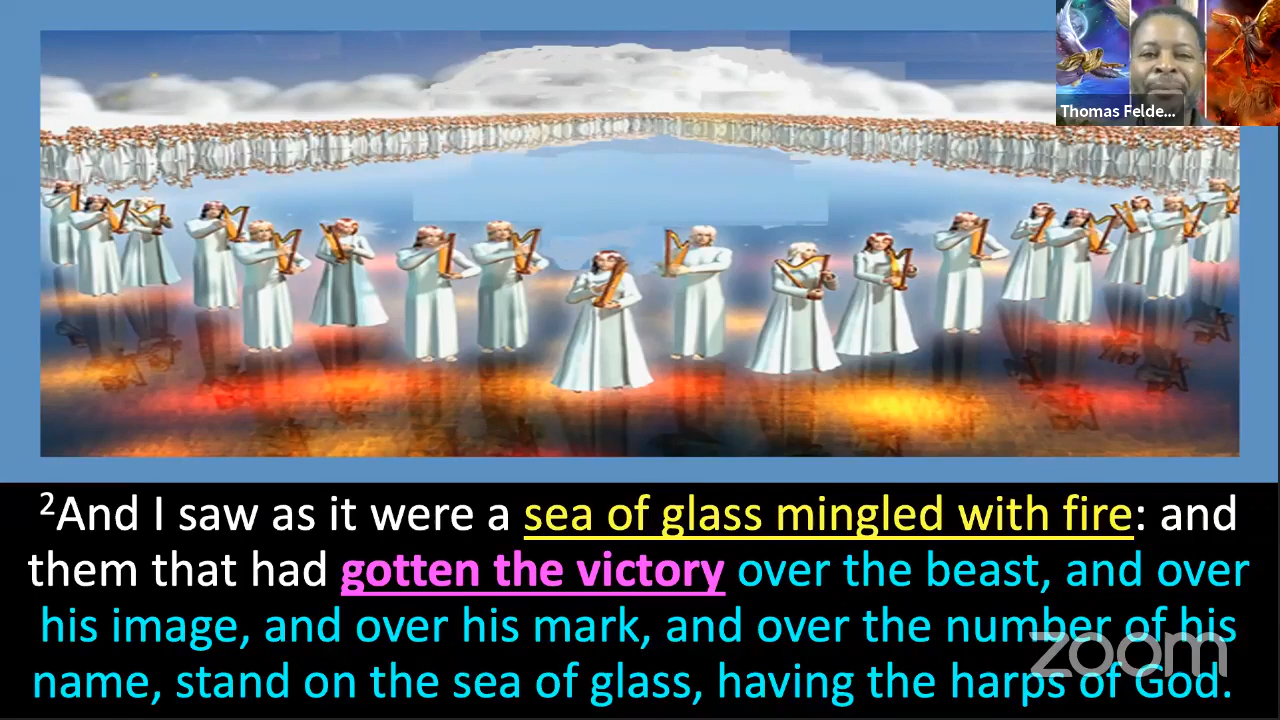 Thomas Felde...
²And I saw as it were a sea of glass mingled with fire: and
them that had gotten the victory over the beast, and over
his image, and over his mark, and over the number of his
name, stand on the sea of glass, having the harps of God.
zoom